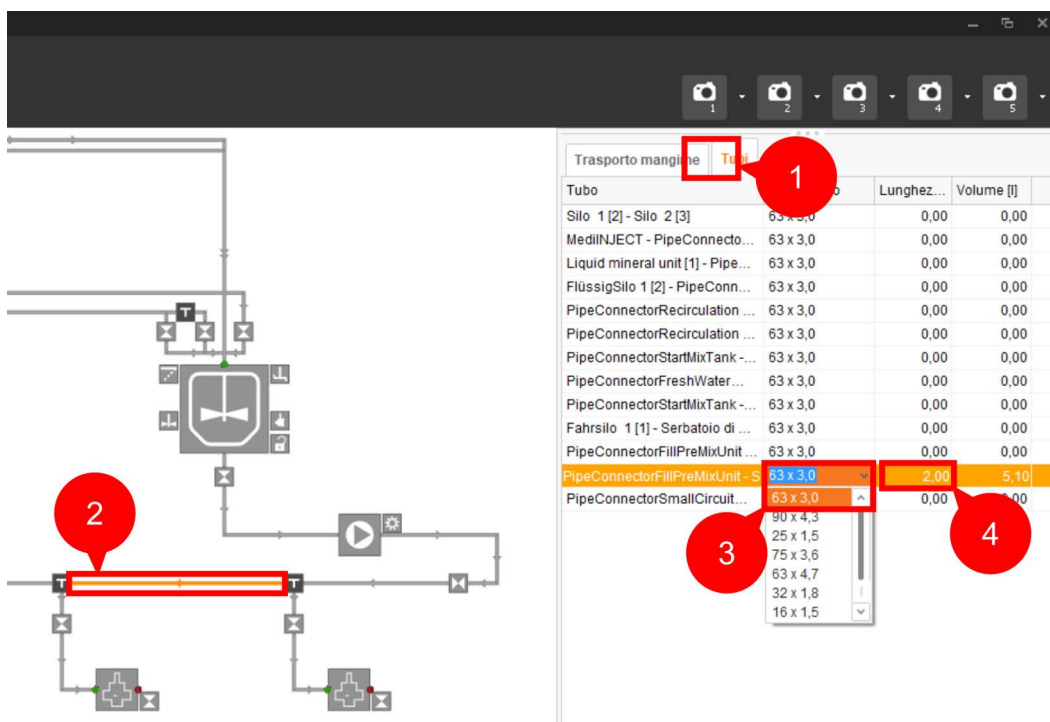 1 2 3 4 5
Trasporto mangime Tubi
1
Tubo Lunghez... Volume [l]
Silo 1 [2] - Silo 2 [3] 63 x 3,0 0,00 0,00
MedilNJECT - PipeConnecto... 63 x 3,0 0,00 0,00
Liquid mineral unit [1] - Pipe... 63 x 3,0 0,00 0,00
FlüssigSilo 1 [2] - PipeConn... 63 x 3,0 0,00 0,00
PipeConnectorRecirculation ... 63 x 3,0 0,00 0,00
PipeConnectorRecirculation ... 63 x 3,0 0,00 0,00
PipeConnectorStartMixTank -... 63 x 3,0 0,00 0,00
PipeConnectorFreshWater... 63 x 3,0 0,00 0,00
PipeConnectorStartMixTank -... 63 x 3,0 0,00 0,00
Fahrsilo 1 [1] - Serbatoio di ... 63 x 3,0 0,00 0,00
PipeConnectorFillPreMixUnit ... 63 x 3,0 0,00 0,00
PipeConnectorFillPreMixUnit - S 63 x 3,0 2,00 5,10
PipeConnectorSmallCircuit... 63 x 3,0 0,00 0,00
90 x 4,3
25 x 1,5
75 x 3,6
63 x 4,7
32 x 1,8
16 x 1,5
3
4
T
2
T T